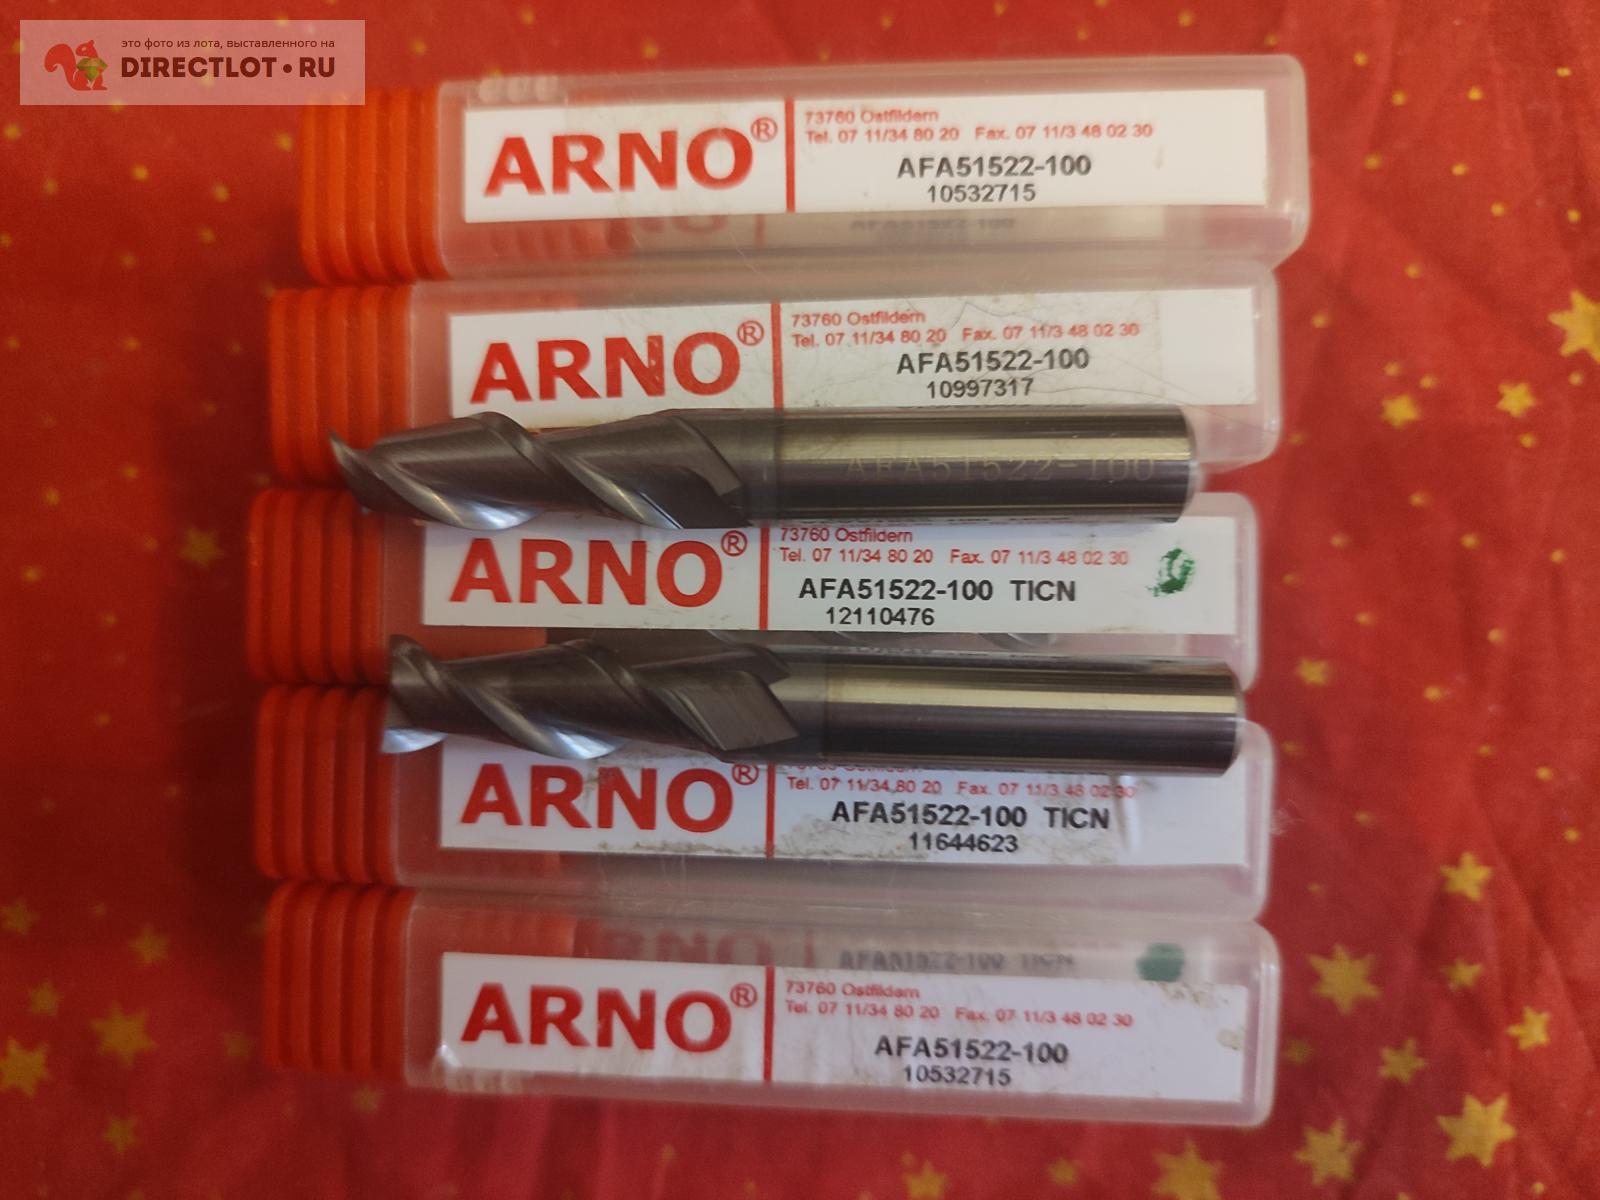 это фото из лота, выставленного на
DIRECTLOT•RU
ARNO®
73760 Ostfildern
Tel. 07 11/34 80 20 Fax. 07 11/3 48 02 30
AFA51522-100
10532715
ARNO®
73760 Ostfildern
Tel. 07 11/34 80 20 Fax. 07 11/3 48 02 30
AFA51522-100
10997317
AFA51522-100
ARNO®
73760 Ostfildern
Tel. 07 11/34 80 20 Fax. 07 11/3 48 02 30
AFA51522-100 TICN
12110476
ARNO®
Tel. 07 11/34 80 20 Fax. 07 11/3 48 02 30
AFA51522-100 TICN
11644623
AFA51522-100 TICN
ARNO®
73760 Ostfildern
Tel. 07 11/34 80 20 Fax. 07 11/3 48 02 30
AFA51522-100
10532715